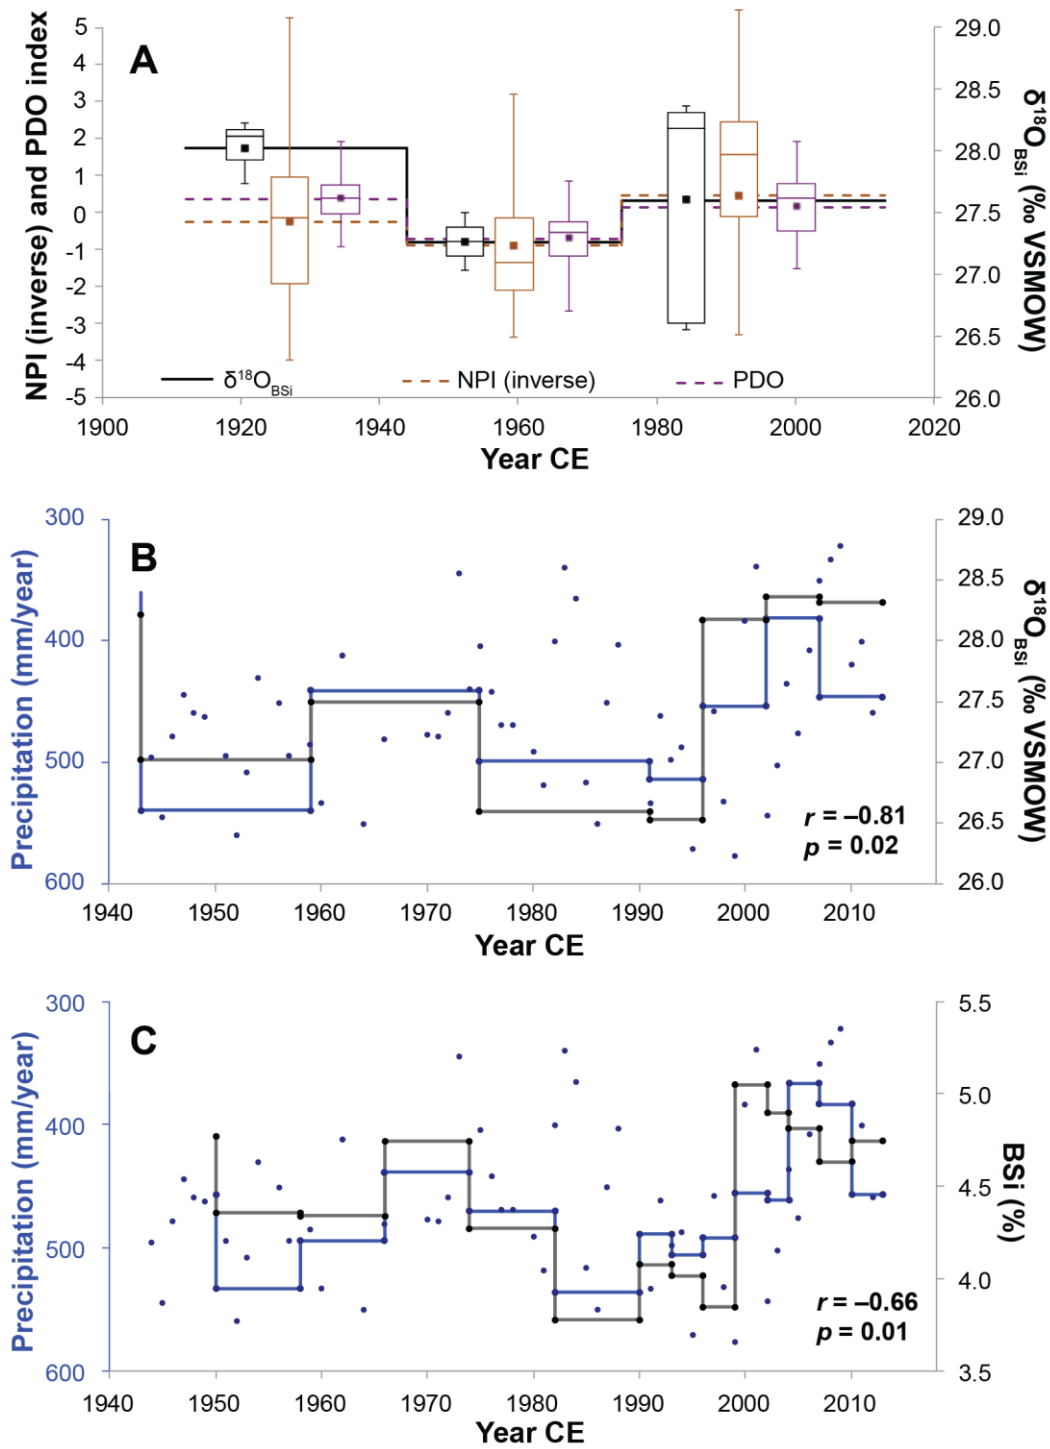 A
NPI (inverse) and PDO index
5
4
3
2
1
0
-1
-2
-3
-4
-5
29.0
28.5
28.0
27.5
27.0
26.5
26.0
δ18OBSi (‰ VSMOW)
δ18OBSi
NPI (inverse)
PDO
1900 1920 1940 1960 1980 2000 2020
Year CE
B
Precipitation (mm/year)
300
400
500
600
29.0
28.5
28.0
27.5
27.0
26.5
26.0
δ18OBSi (‰ VSMOW)
r = –0.81
p = 0.02
1940 1950 1960 1970 1980 1990 2000 2010
Year CE
C
Precipitation (mm/year)
300
400
500
600
5.5
5.0
4.5
4.0
3.5
BSi (%)
r = –0.66
p = 0.01
1940 1950 1960 1970 1980 1990 2000 2010
Year CE